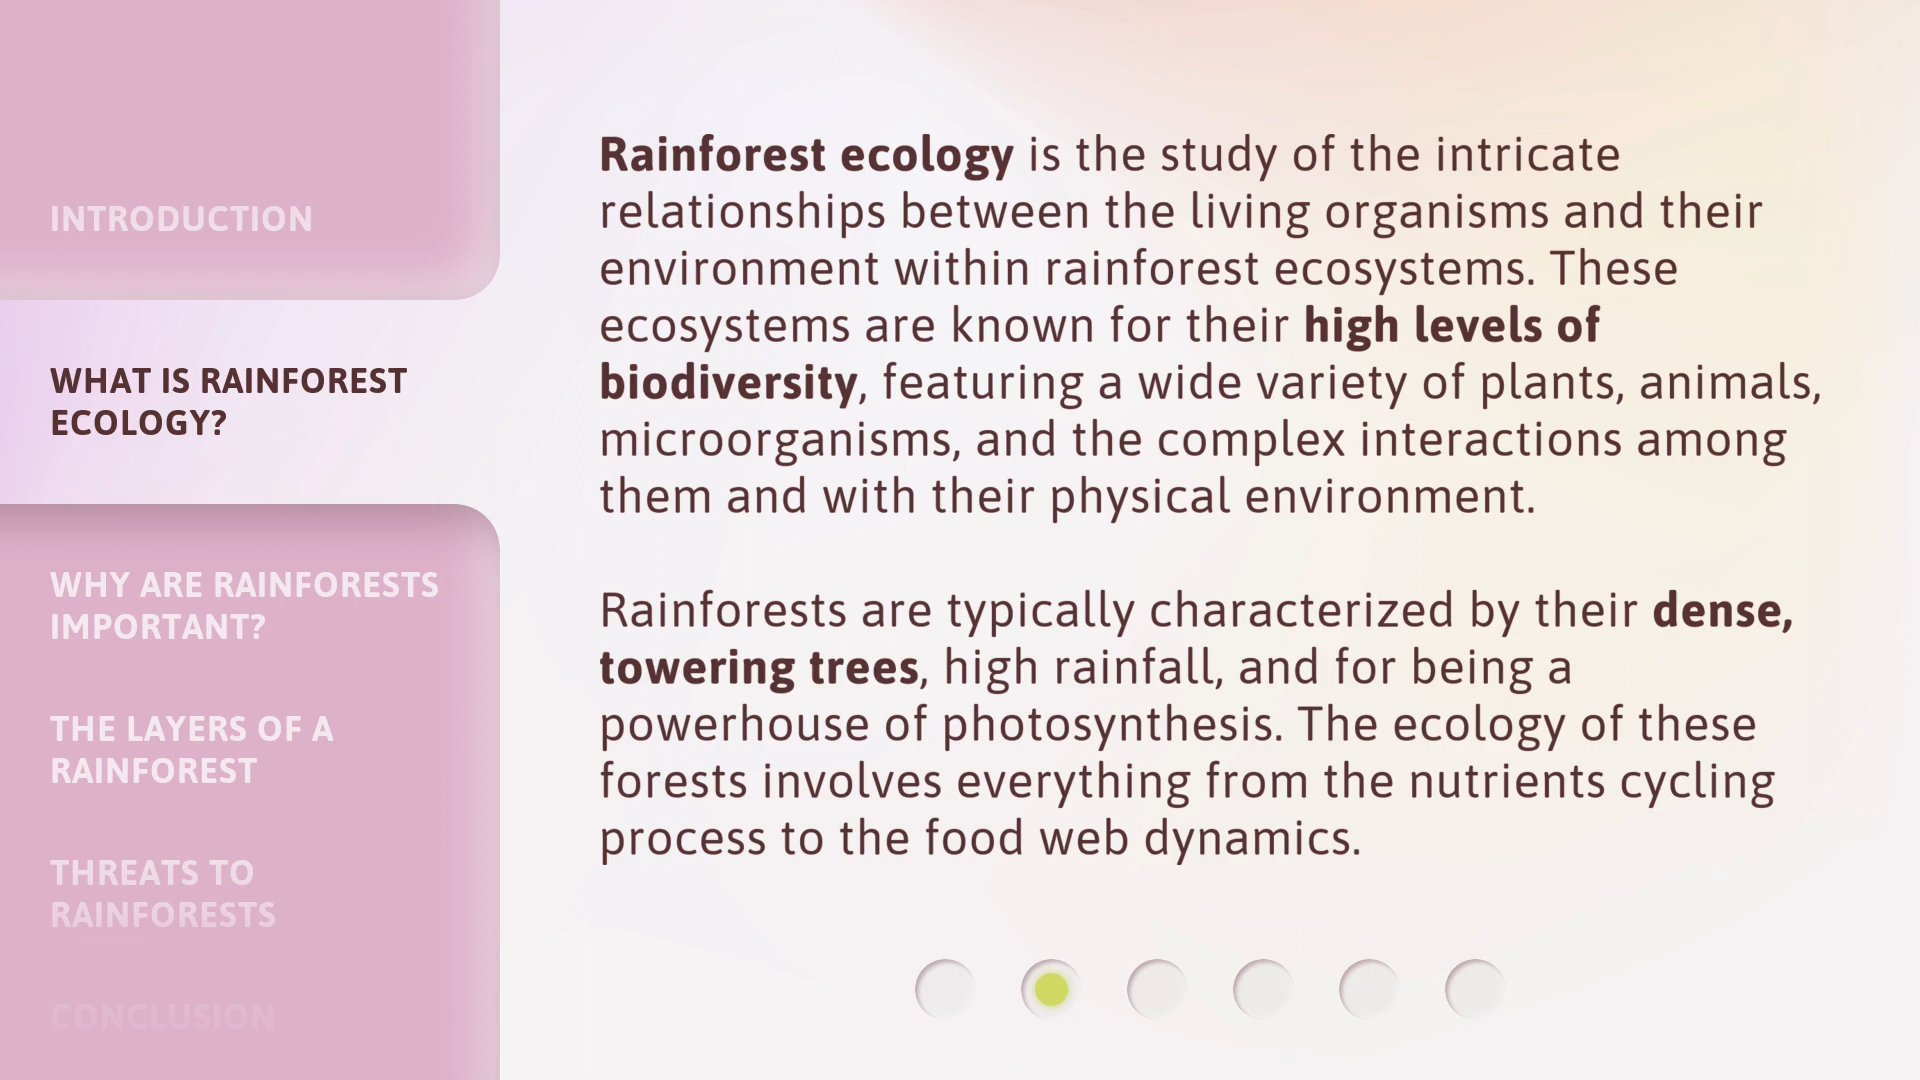 INTRODUCTION
WHAT IS RAINFOREST
ECOLOGY?
WHY ARE RAINFORESTS
IMPORTANT?
THE LAYERS OF A
RAINFOREST
THREATS TO
RAINFORESTS
CONCLUSION
Rainforest ecology is the study of the intricate
relationships between the living organisms and their
environment within rainforest ecosystems. These
ecosystems are known for their high levels of
biodiversity, featuring a wide variety of plants, animals,
microorganisms, and the complex interactions among
them and with their physical environment.
Rainforests are typically characterized by their dense,
towering trees, high rainfall, and for being a
powerhouse of photosynthesis. The ecology of these
forests involves everything from the nutrients cycling
process to the food web dynamics.